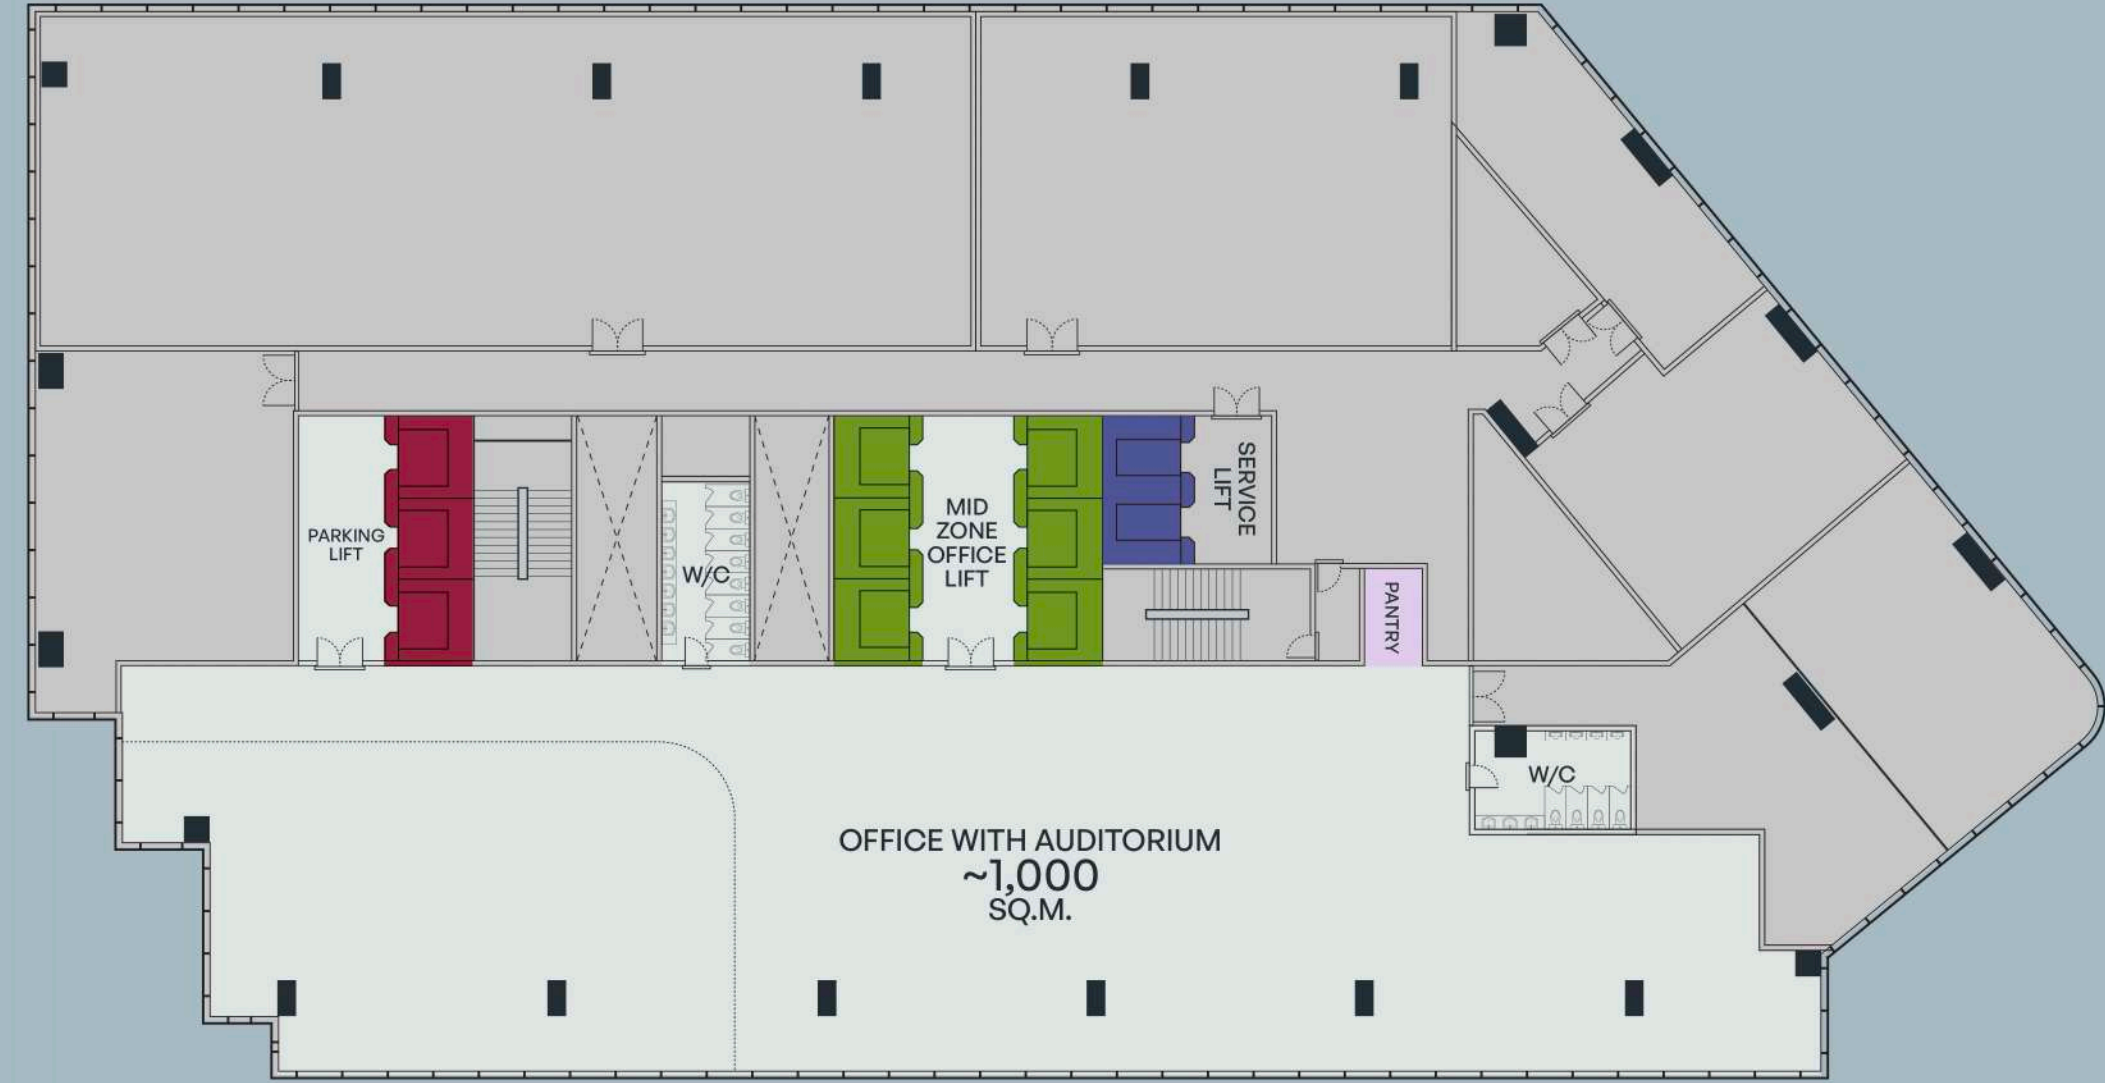 PARKING
LIFT
W/C
MID
ZONE
OFFICE
LIFT
SERVICE
LIFT
PANTRY
W/C
OFFICE WITH AUDITORIUM
~1,000
SQ.M.